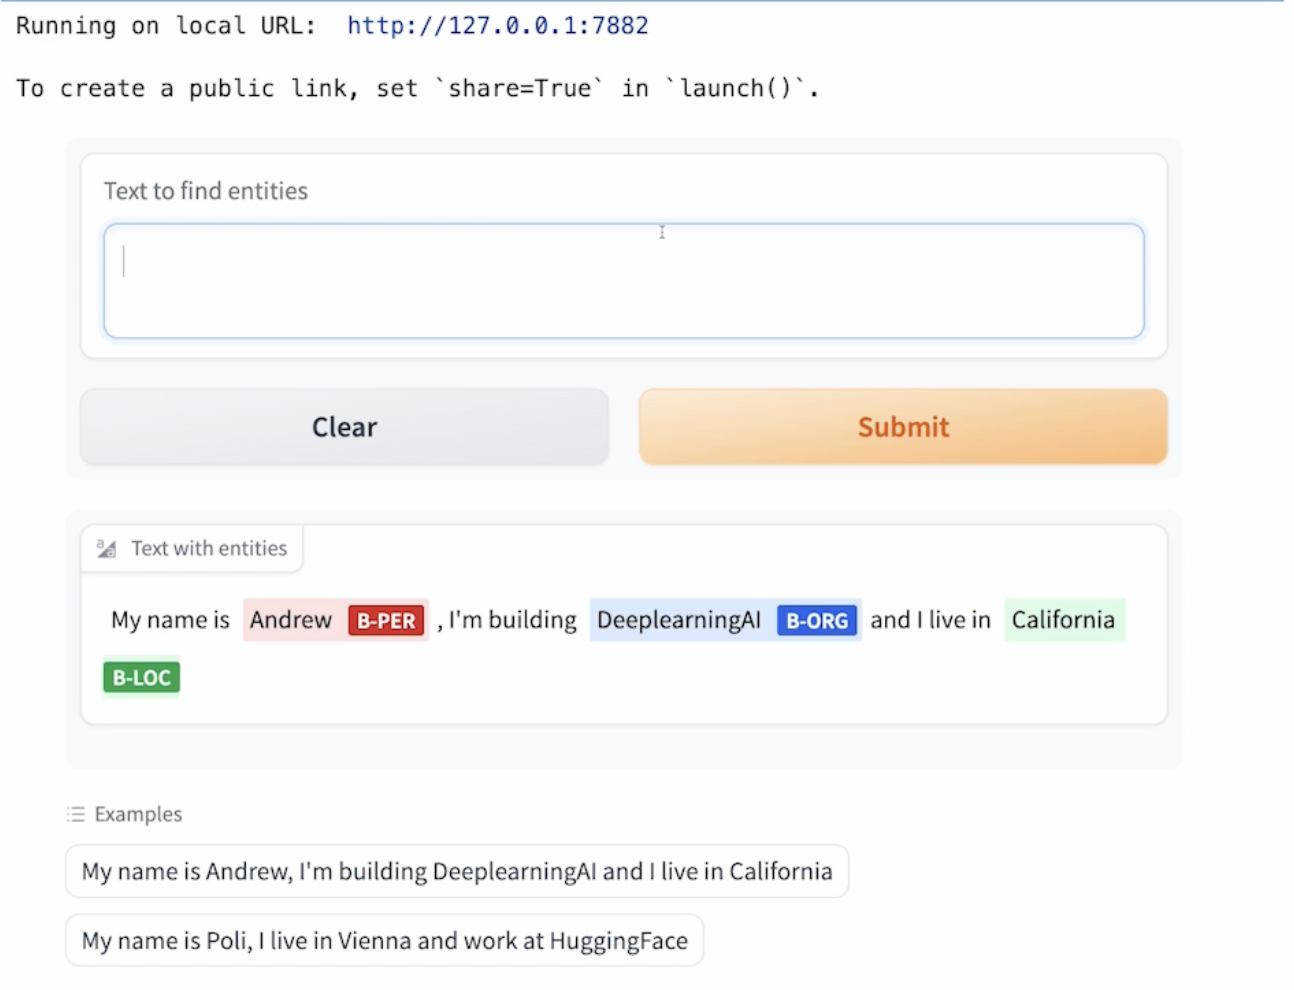 Running on local URL:  http://127.0.0.1:7882
To create a public link, set `share=True` in `launch()`.
Text to find entities
Clear
Submit
Text with entities
My name is Andrew B-PER , I'm building DeeplearningAI B-ORG and I live in California
B-LOC
Examples
My name is Andrew, I'm building DeeplearningAI and I live in California
My name is Poli, I live in Vienna and work at HuggingFace